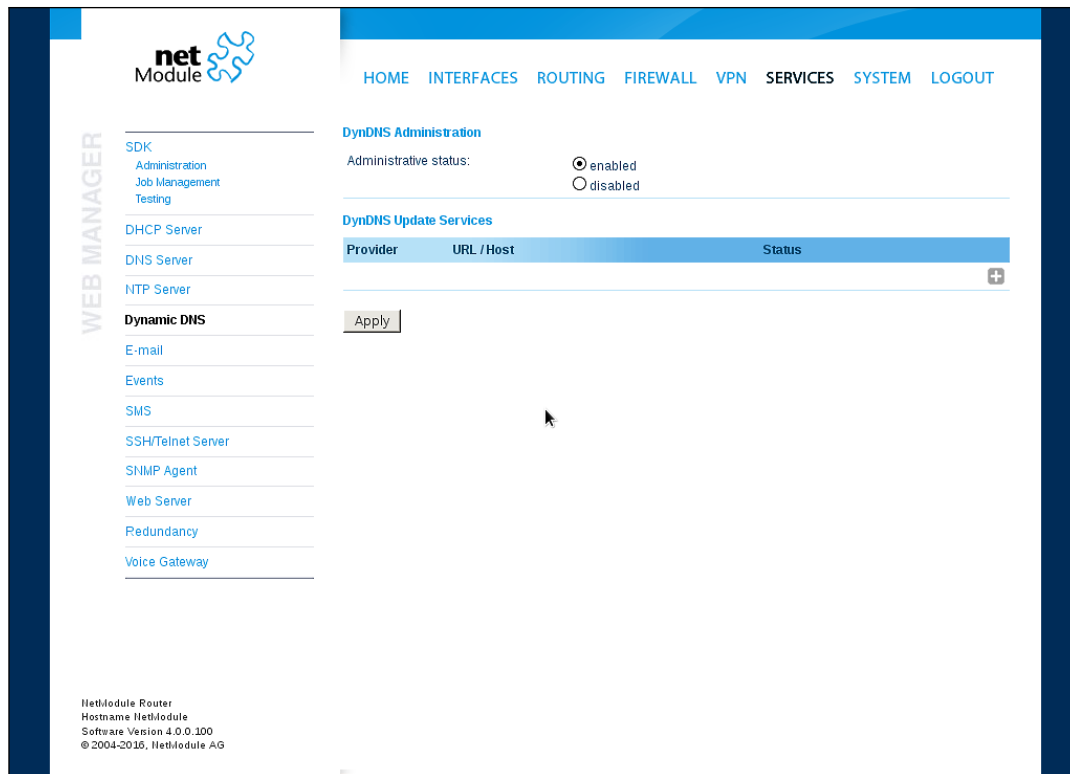 net
Module
HOME INTERFACES ROUTING FIREWALL VPN SERVICES SYSTEM LOGOUT
WEB MANAGER
SDK
Administration
Job Management
Testing
DHCP Server
DNS Server
NTP Server
Dynamic DNS
E-mail
Events
SMS
SSH/Telnet Server
SNMP Agent
Web Server
Redundancy
Voice Gateway
DynDNS Administration
Administrative status:
enabled
disabled
DynDNS Update Services
Provider URL / Host Status
Apply
NetModule Router
Hostname NetModule
Software Version 4.0.0.100
© 2004-2016, NetModule AG